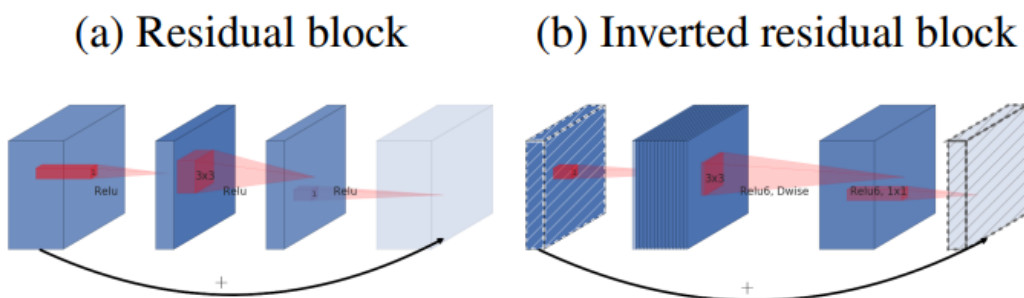 (a) Residual block
(b) Inverted residual block
Relu
3x3
Relu
1
Relu
+
3x3
Relu6, Dwise
Relu6, 1x1
+